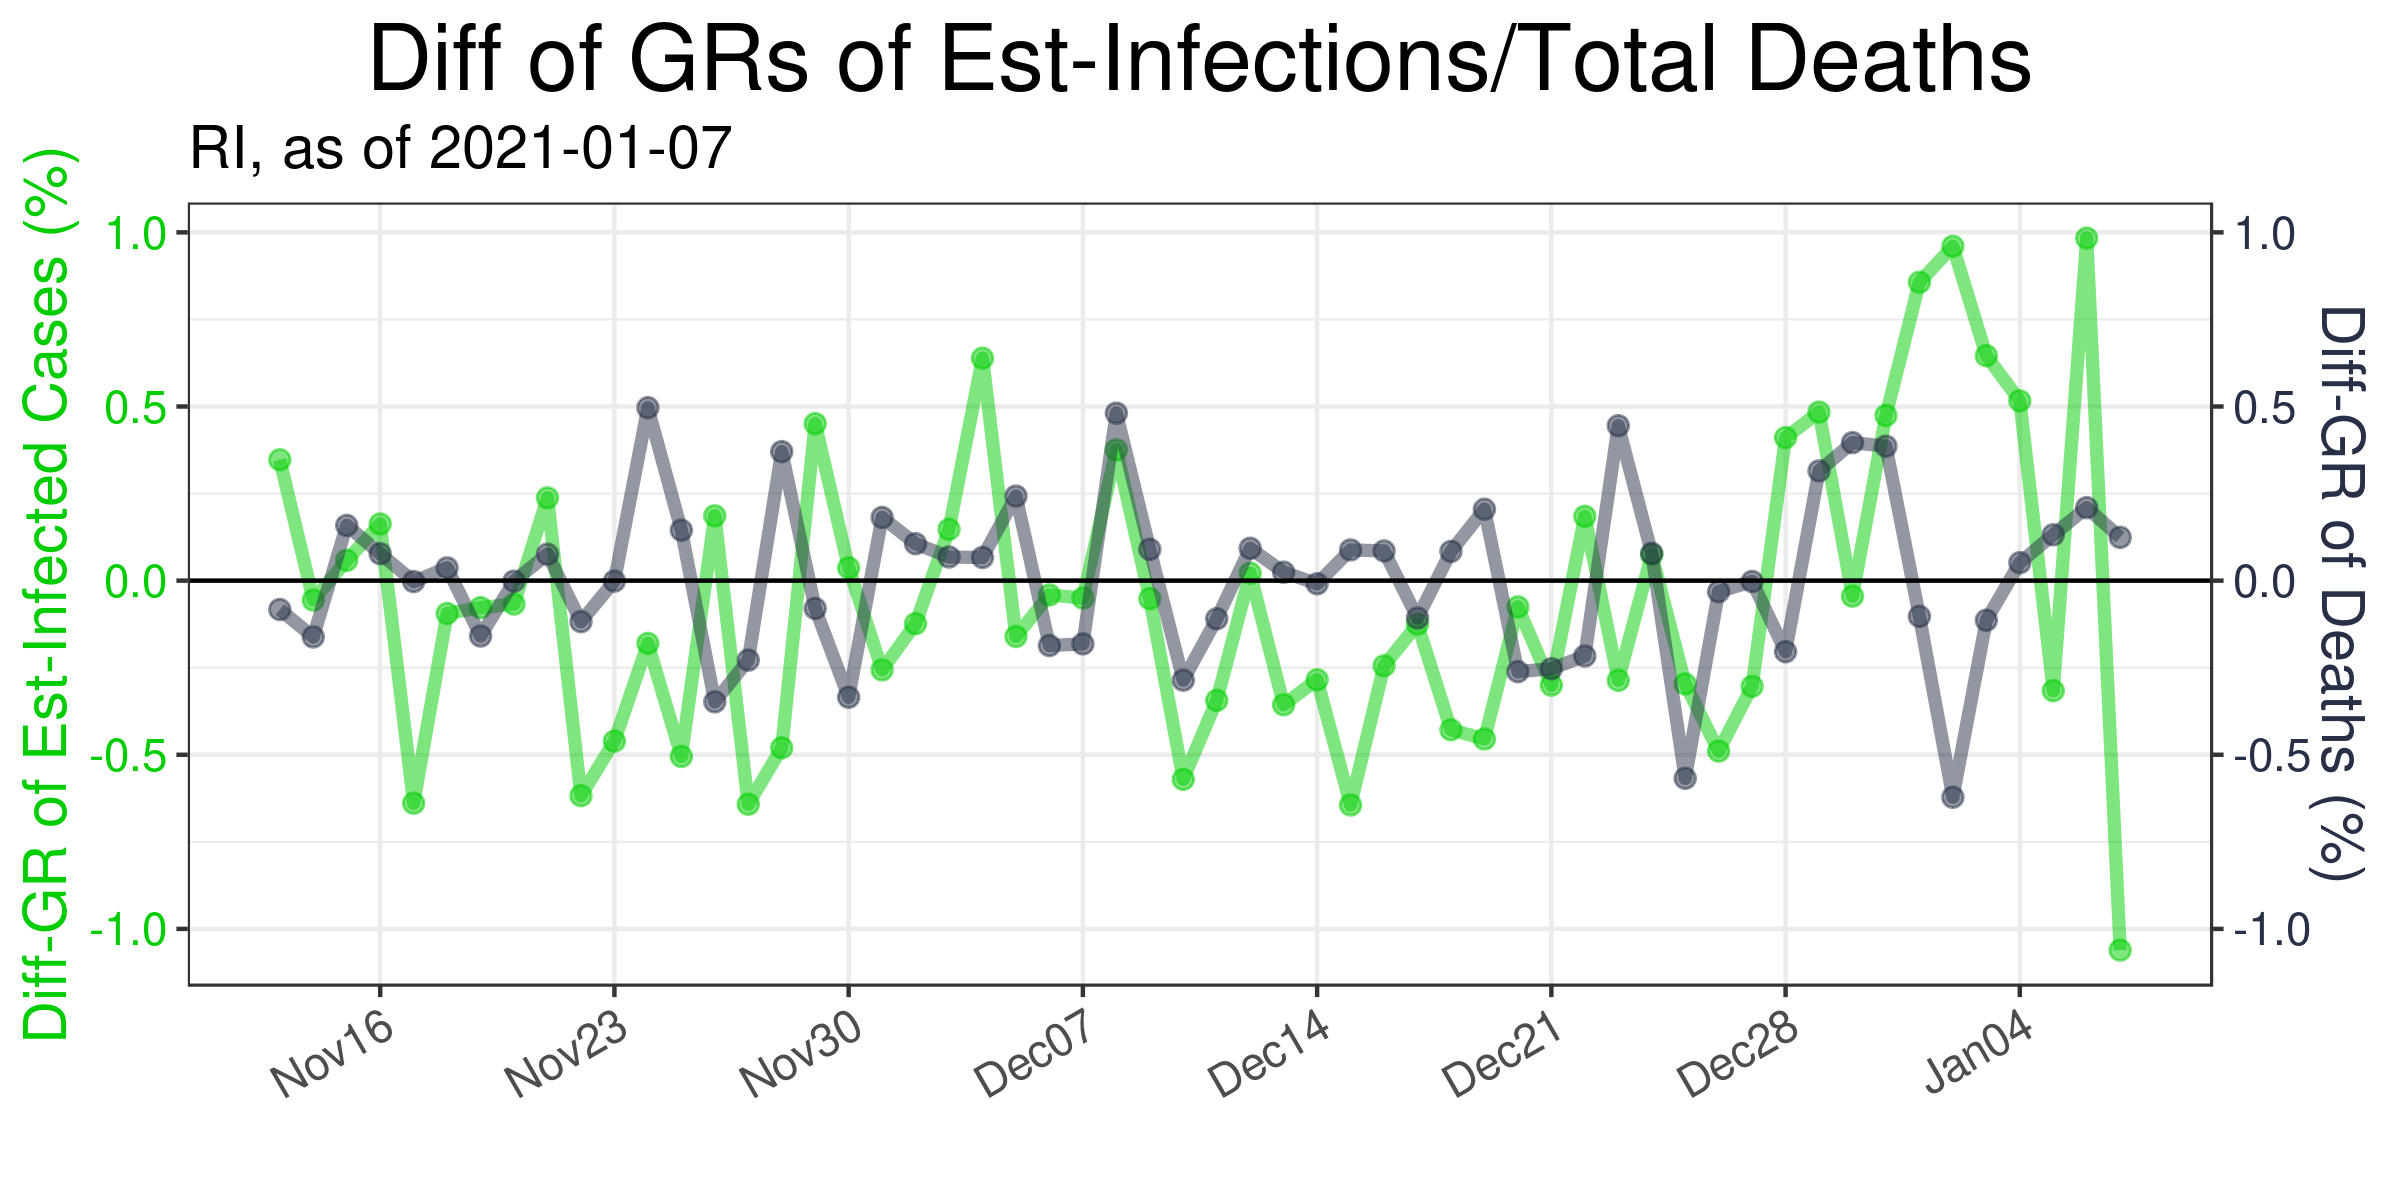 Diff of GRs of Est-Infections/Total Deaths
RI, as of 2021-01-07
Diff-GR of Est-Infected Cases (%)
1.0
0.5
0.0
-0.5
-1.0
1.0
0.5
0.0
-0.5
-1.0
Diff-GR of Deaths (%)
Nov16
Nov23
Nov30
Dec07
Dec14
Dec21
Dec28
Jan04